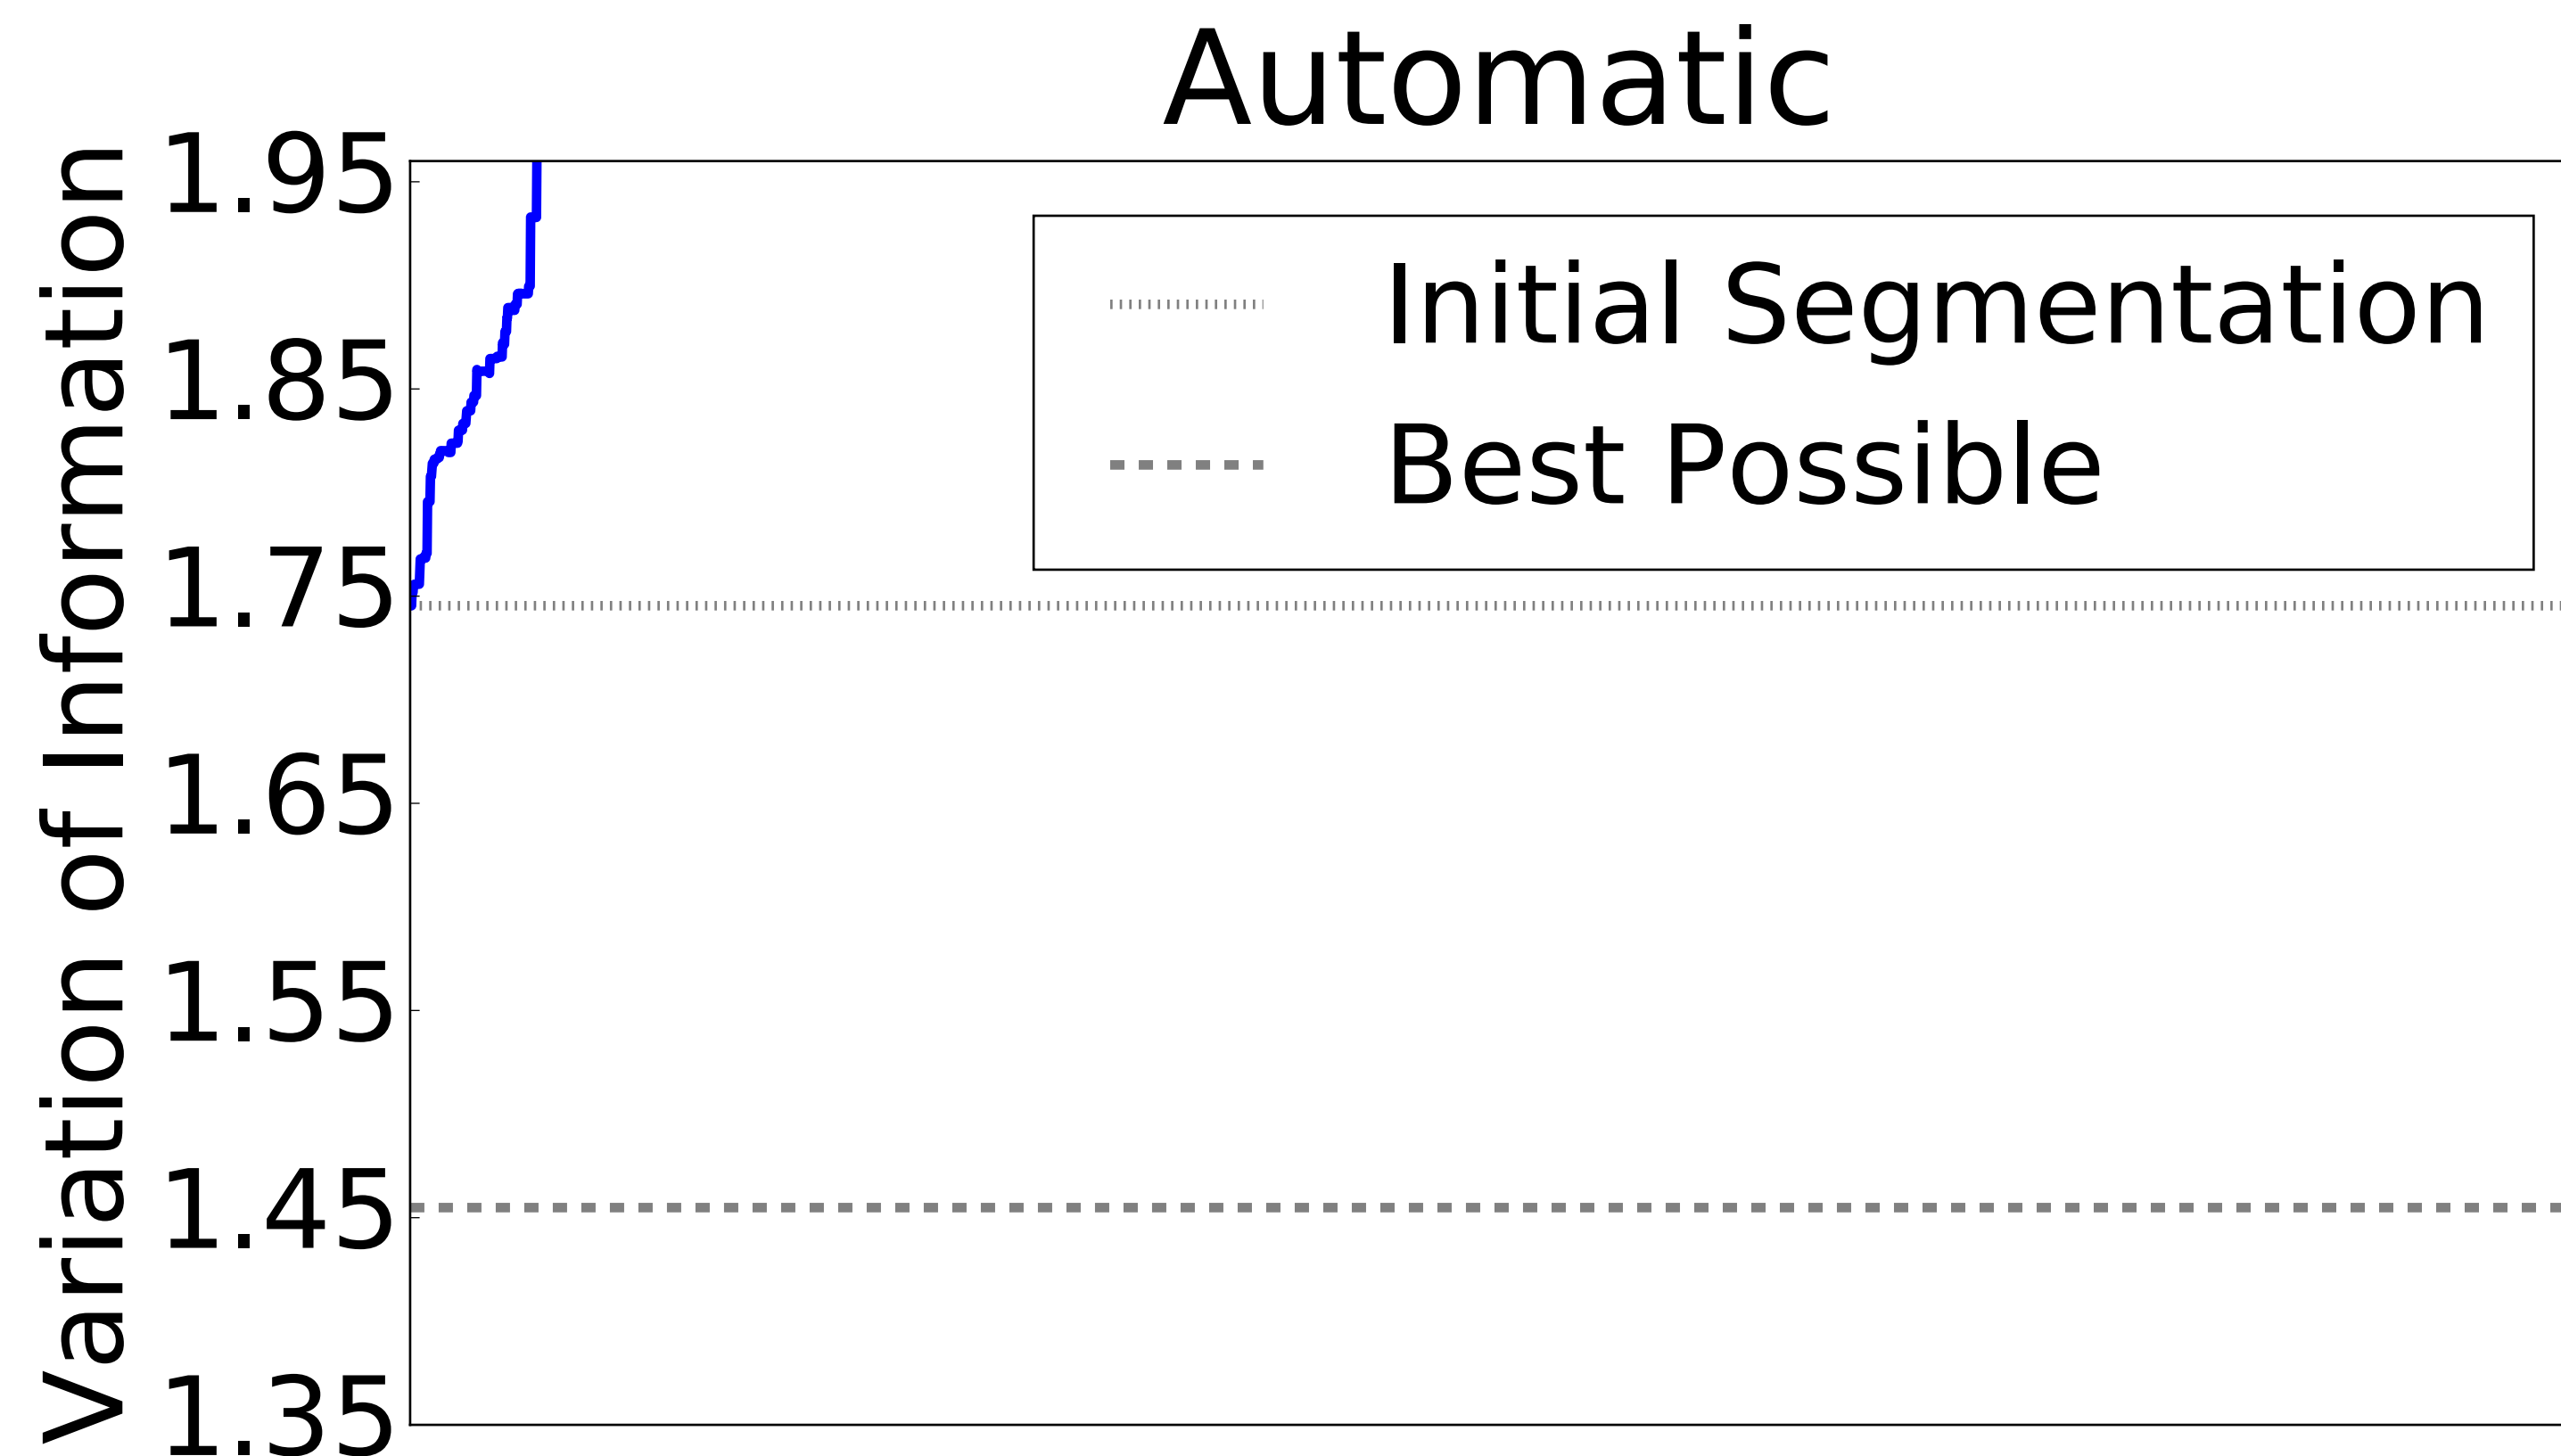 Automatic
Variation of Information
1.95
1.85
1.75
1.65
1.55
1.45
1.35
Initial Segmentation
Best Possible